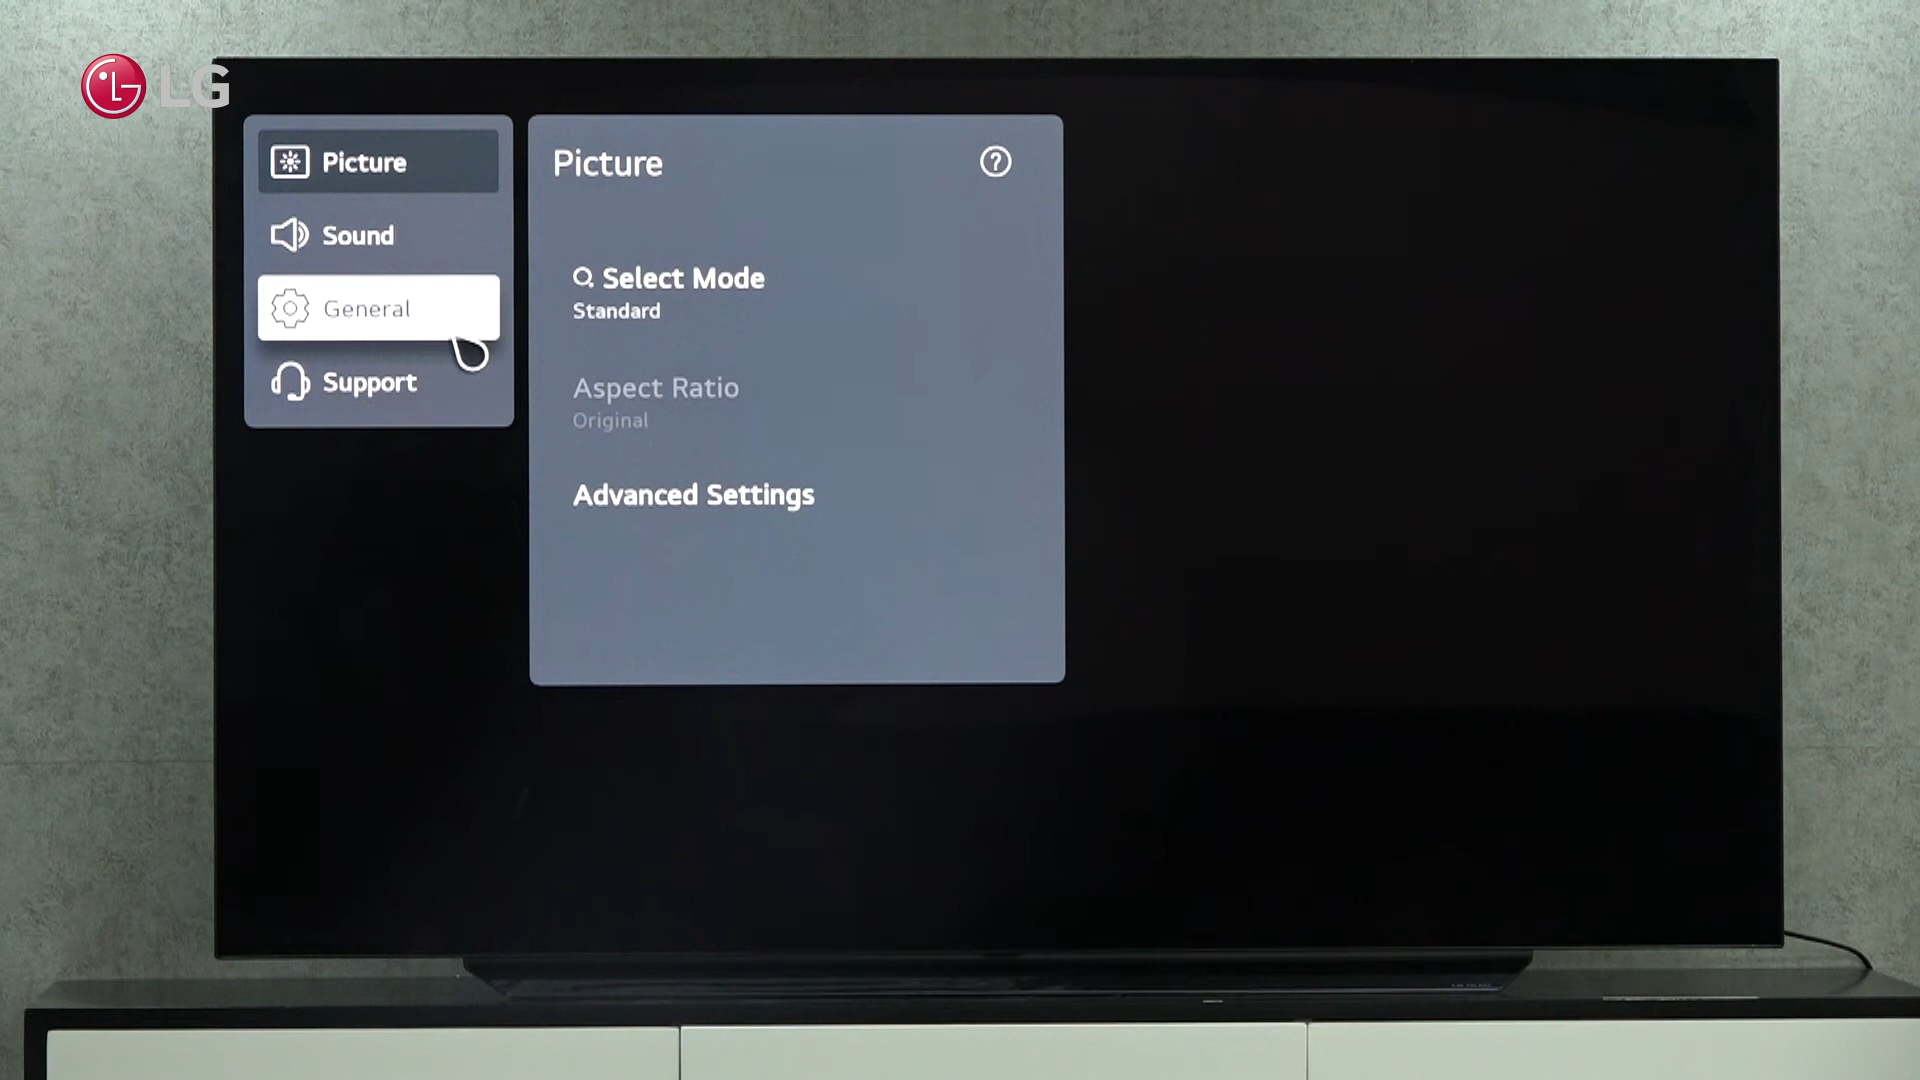 LG
Picture
Sound
General
Support
Picture
?
Select Mode
Standard
Aspect Ratio
Original
Advanced Settings